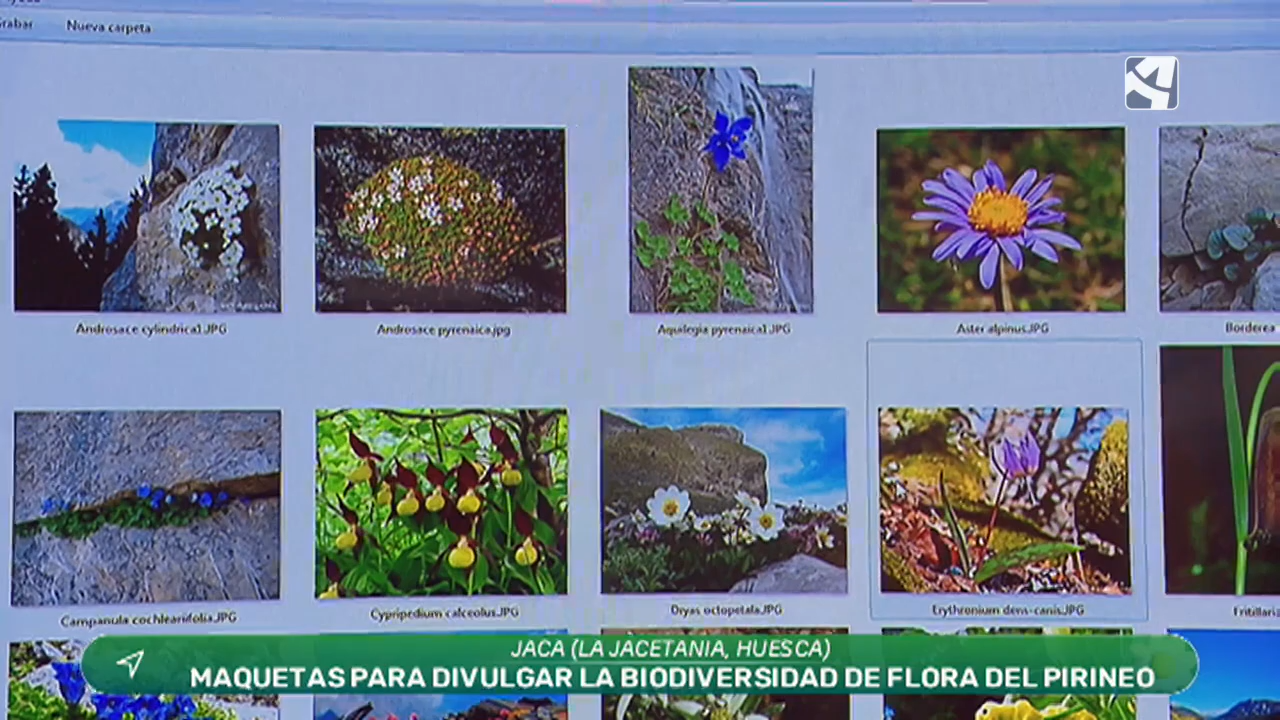 Grabar Nueva carpeta
Androsace cylindrica1.JPG
Androsace pyrenaica.jpg
Aquilegia pyrenaica1.JPG
Aster alpinus.JPG
Borderea
Campanula cochleariifolia.JPG
Cypripedium calceolus.JPG
Dryas octopetala.JPG
Erythronium dens-canis.JPG
Fritillaria
JACA (LA JACETANIA, HUESCA)
MAQUETAS PARA DIVULGAR LA BIODIVERSIDAD DE FLORA DEL PIRINEO